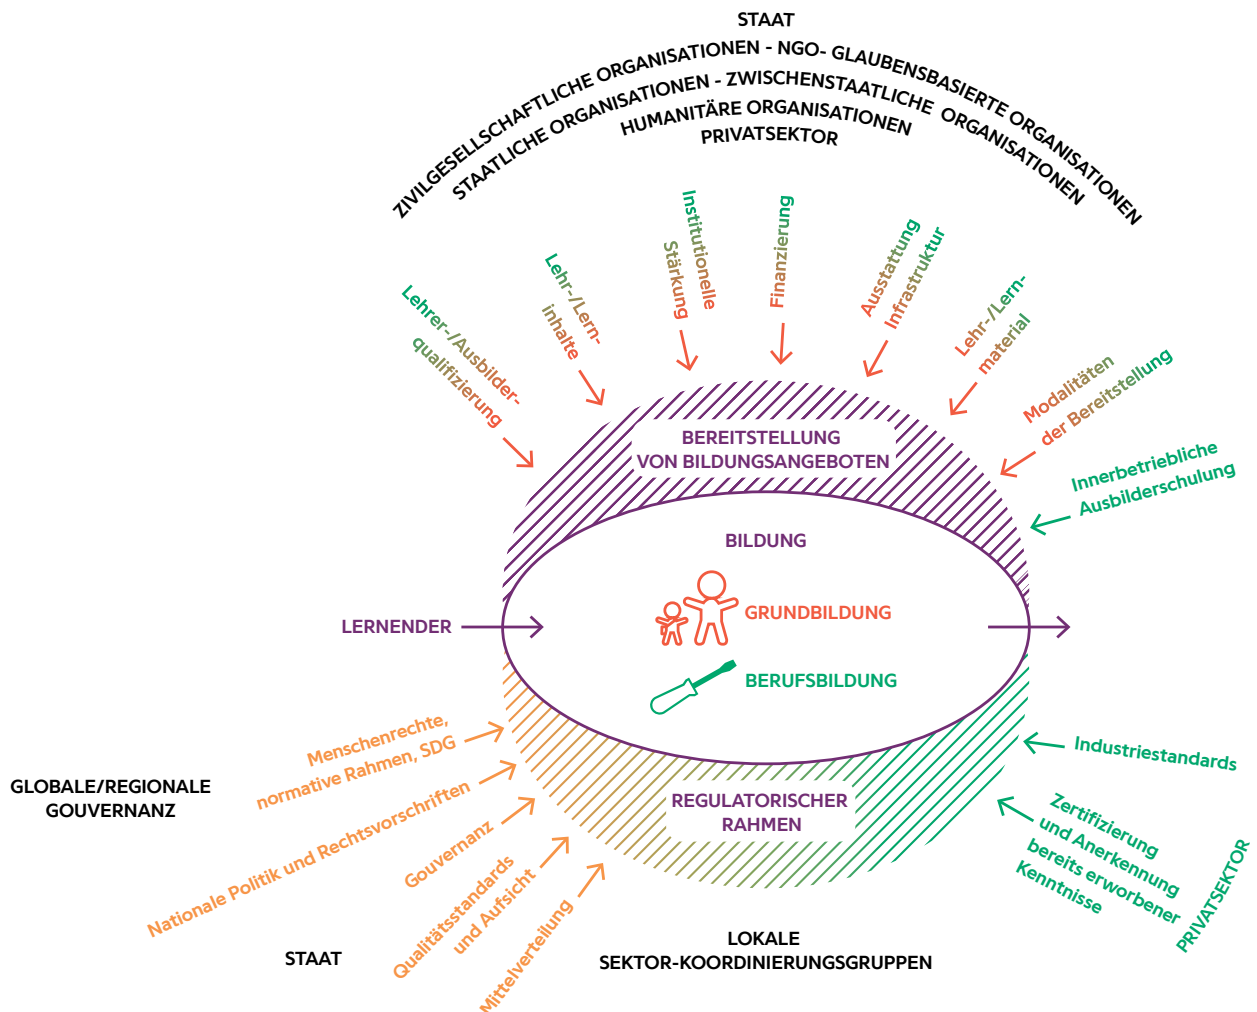 STAAT
ZIVILGESELLSCHAFTLICHE ORGANISATIONEN - NGO- GLAUBENSBASIERTE ORGANISATIONEN
STAATLICHE ORGANISATIONEN - ZWISCHENSTAATLICHE ORGANISATIONEN
HUMANITÄRE ORGANISATIONEN
PRIVATSEKTOR
Lehrer-/Ausbilder-
qualifizierung
Lehr-/Lern-
inhalte
Institutionelle
Stärkung
Finanzierung
Ausstattung
Infrastruktur
Lehr-/Lern-
material
Modalitäten
der Bereitstellung
Innerbetriebliche
Ausbilderschulung
BEREITSTELLUNG
VON BILDUNGSANGEBOTEN
BILDUNG
GRUNDBILDUNG
LERNENDER
BERUFSBILDUNG
Menschenrechte,
normative Rahmen, SDG
GLOBALE/REGIONALE
GOUVERNANZ
Nationale Politik und Rechtsvorschriften
Gouvernanz
Qualitätsstandards
und Aufsicht
Mittelverteilung
STAAT
REGULATORISCHER
RAHMEN
LOKALE
SEKTOR-KOORDINIERUNGSGRUPPEN
Industriestandards
Zertifizierung
und Anerkennung
bereits erworbener
Kenntnisse
PRIVATSEKTOR